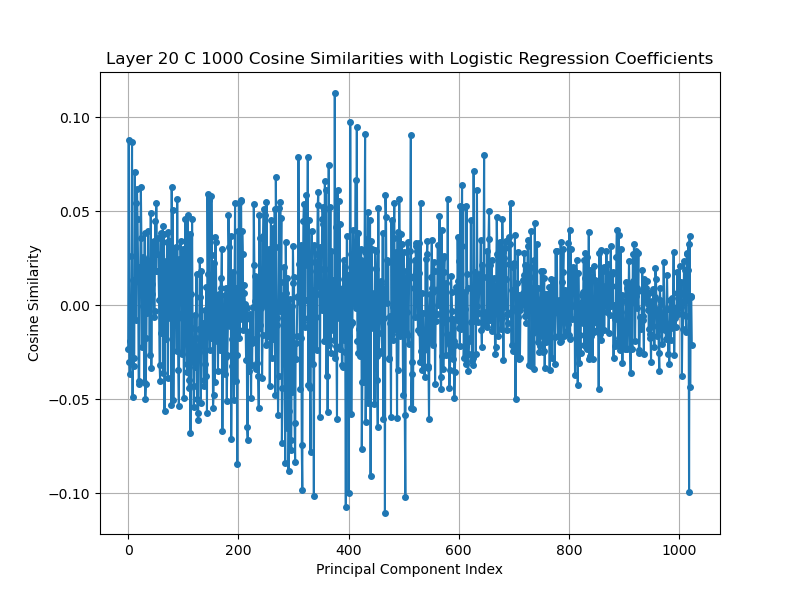 Layer 20 C 1000 Cosine Similarities with Logistic Regression Coefficients
0.10
0.05
0.00
−0.05
−0.10
Cosine Similarity
0 200 400 600 800 1000
Principal Component Index